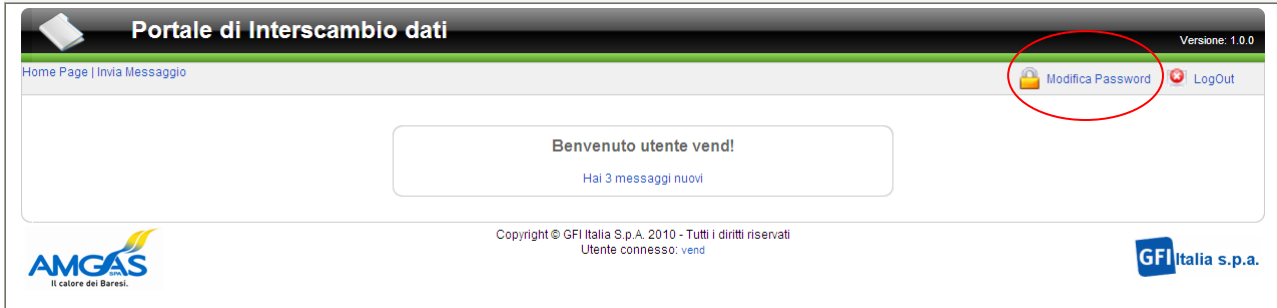 Portale di Interscambio dati
Versione: 1.0.0
Home Page | Invia Messaggio
Modifica Password
LogOut
Benvenuto utente vend!
Hai 3 messaggi nuovi
Copyright © GFI Italia S.p.A. 2010 - Tutti i diritti riservati
Utente connesso: vend
AMGAS
SPA
Il calore dei Baresi.
GFI Italia s.p.a.